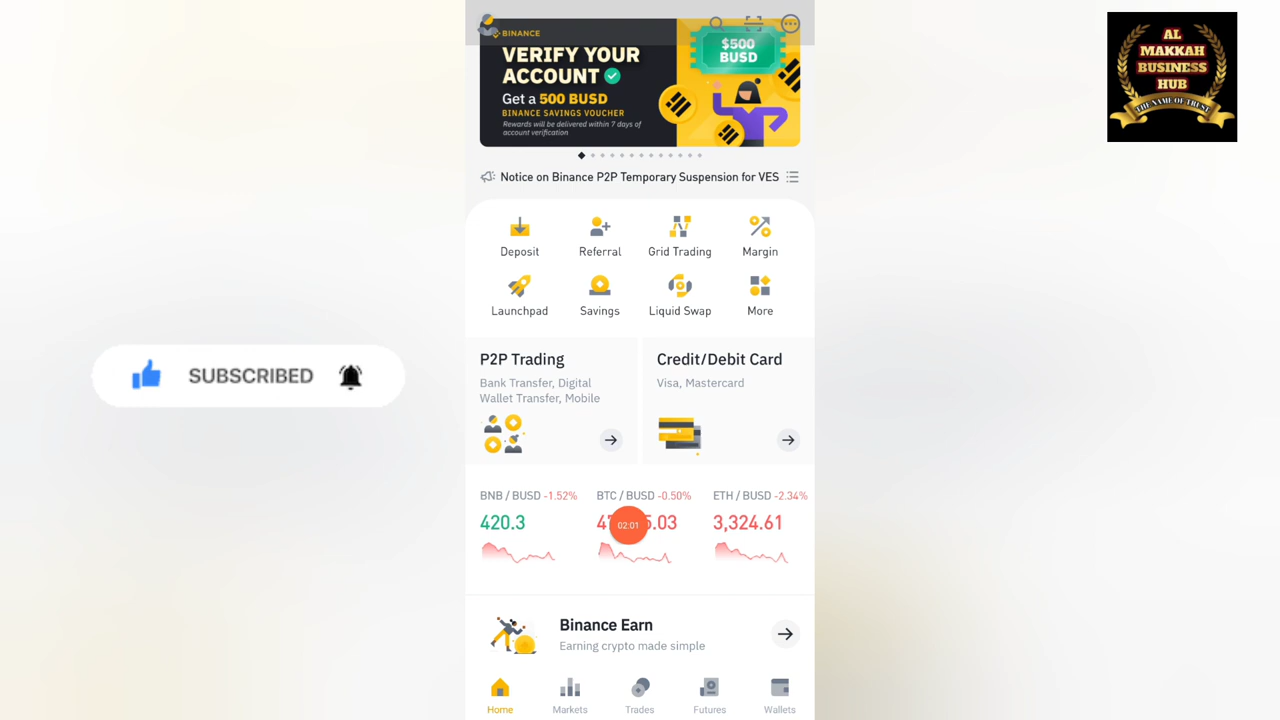 BINANCE
VERIFY YOUR
ACCOUNT
Get a 500 BUSD
BINANCE SAVINGS VOUCHER
Rewards will be delivered within 7 days of
account verification
$500
BUSD
Notice on Binance P2P Temporary Suspension for VES
Deposit
Referral
Grid Trading
Margin
Launchpad
Savings
Liquid Swap
More
P2P Trading
Bank Transfer, Digital
Wallet Transfer, Mobile
Credit/Debit Card
Visa, Mastercard
BNB / BUSD -1.52%
420.3
BTC / BUSD -0.50%
02:01
ETH / BUSD -2.34%
3,324.61
Binance Earn
Earning crypto made simple
Home
Markets
Trades
Futures
Wallets
SUBSCRIBED
AL
MAKKAH
BUSINESS
HUB
THE NAME OF TRUST